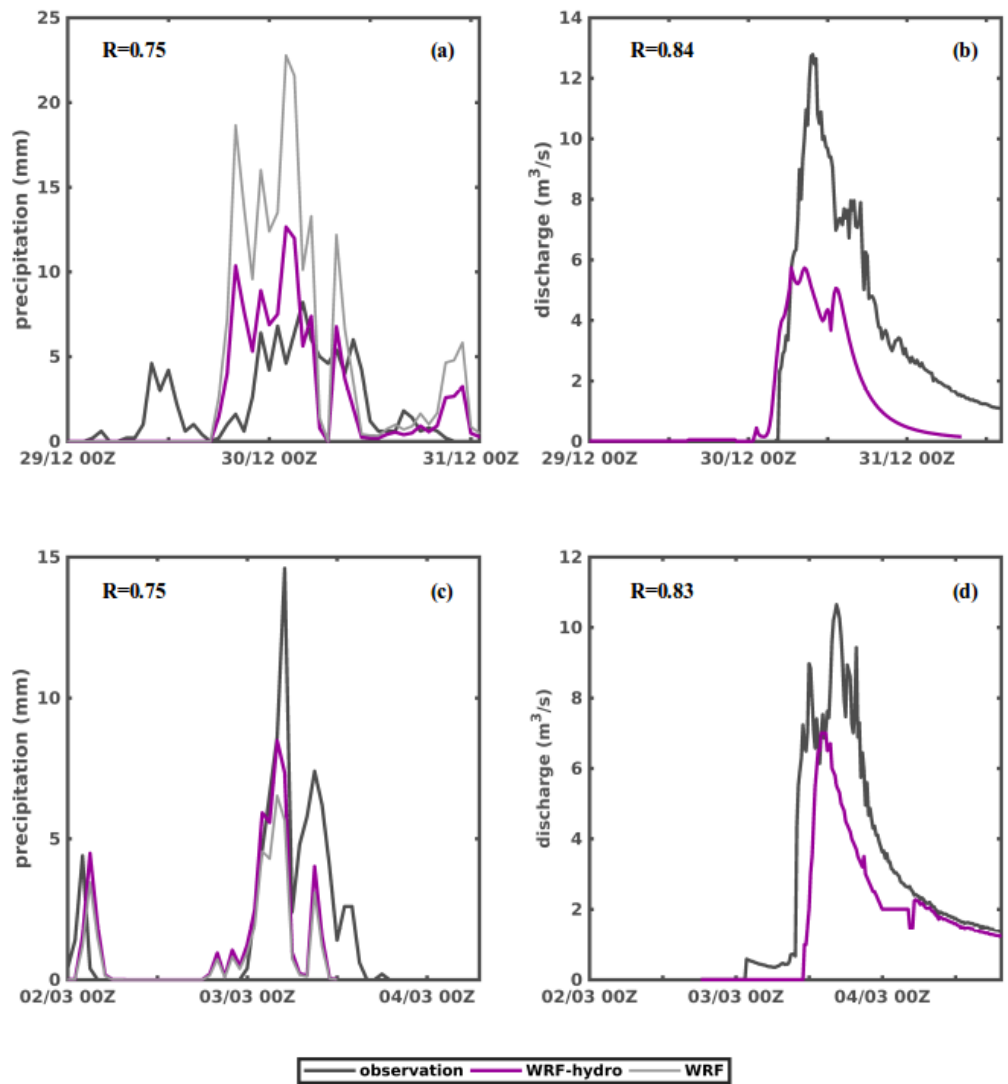 R=0.75 (a)
25
20
15
10
5
0
precipitation (mm)
29/12 00Z 30/12 00Z 31/12 00Z
R=0.84 (b)
14
12
10
8
6
4
2
0
discharge (m³/s)
29/12 00Z 30/12 00Z 31/12 00Z
R=0.75 (c)
15
10
5
0
precipitation (mm)
02/03 00Z 03/03 00Z 04/03 00Z
R=0.83 (d)
12
10
8
6
4
2
0
discharge (m³/s)
02/03 00Z 03/03 00Z 04/03 00Z
observation WRF-hydro WRF